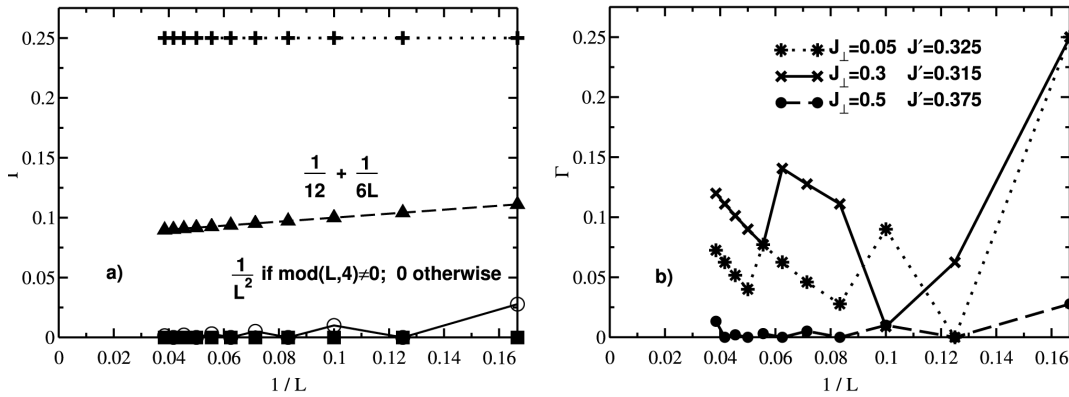 0.25
0.2
0.15
0.1
0.05
0
1/12 + 1/6L
a)
1/L² if mod(L,4)≠0; 0 otherwise
0 0.02 0.04 0.06 0.08 0.1 0.12 0.14 0.16
1 / L
Γ
0.25
0.2
0.15
0.1
0.05
0
J⊥=0.05 J′=0.325
J⊥=0.3 J′=0.315
J⊥=0.5 J′=0.375
b)
0 0.02 0.04 0.06 0.08 0.1 0.12 0.14 0.16
1 / L